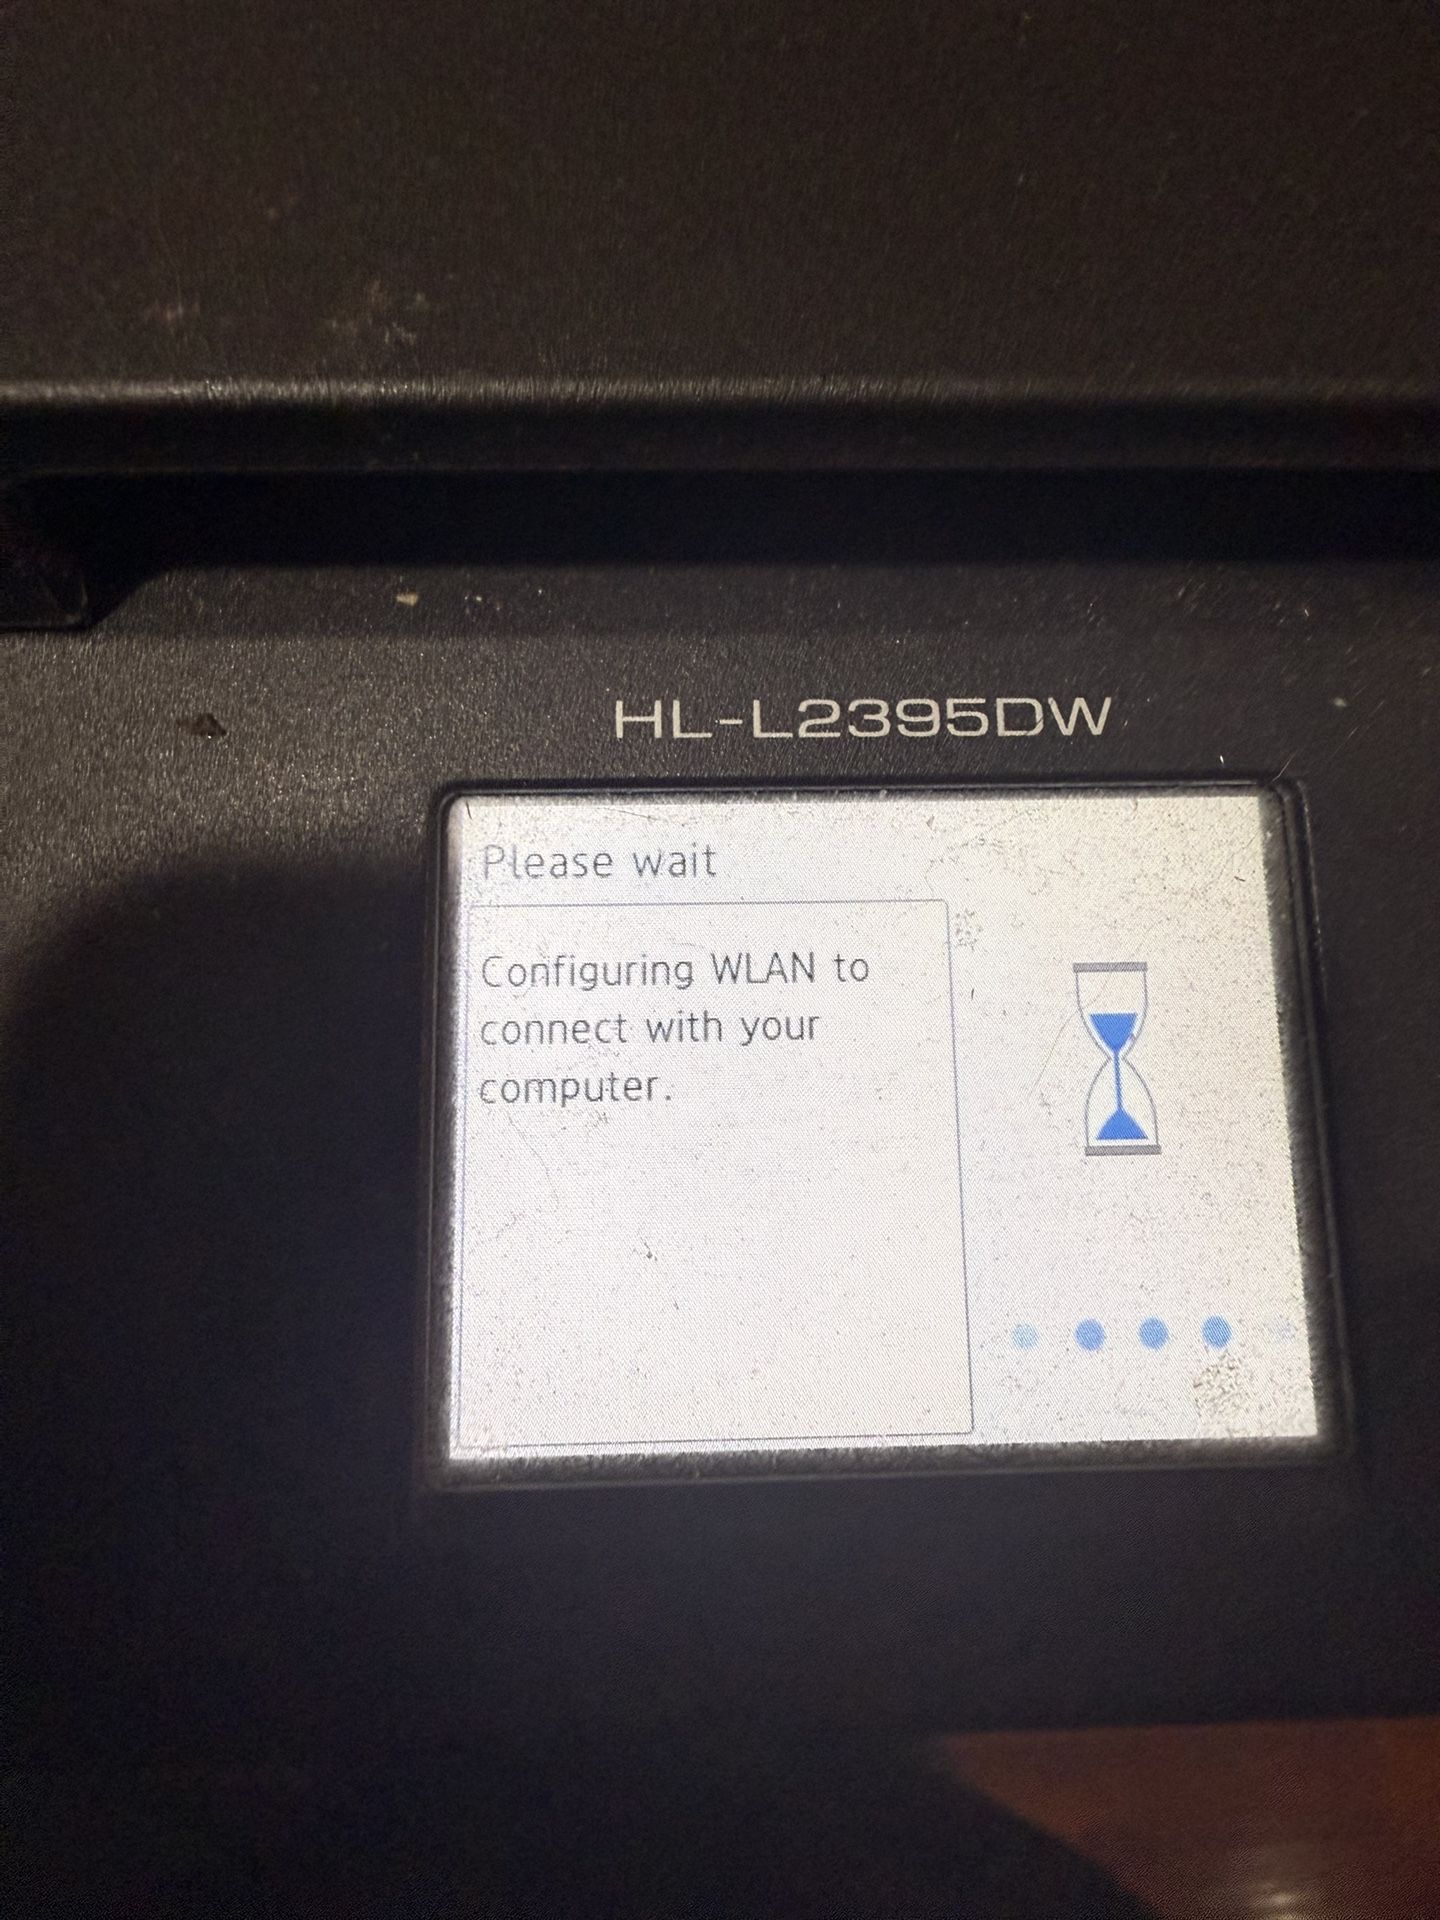 HL-L2395DW
Please wait
Configuring WLAN to
connect with your
computer.